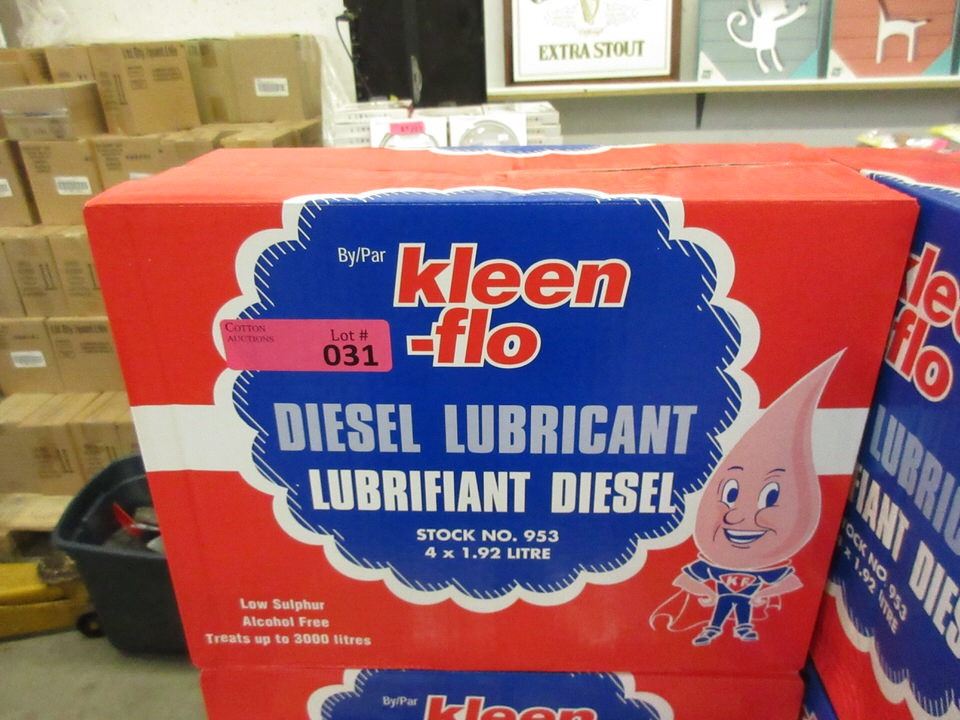 EXTRA STOUT
By/Par
kleen
-flo
COTTON
AUCTIONS
Lot #
031
DIESEL LUBRICANT
LUBRIFIANT DIESEL
STOCK NO. 953
4 x 1.92 LITRE
KF
Low Sulphur
Alcohol Free
Treats up to 3000 litres
By/Par
kleen
kle
-flo
LUBRIC
FIANT DIES
STOCK NO. 953
4 x 1.92 LITRE